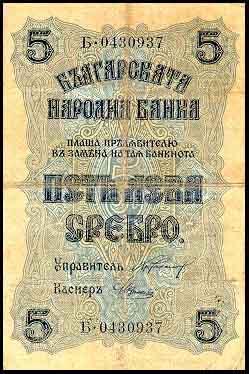 5 Б·0430937 5
БЪЛГАРСКАТА
НАРОДНА БАНКА
ПЛАЩА ПРѢДЯВИТЕЛЮ
ВЪ ЗАМѢНА НА ТАЯ БАНКНОТА
ПЕТЬ ЛЕВА
СРЕБРО.
Управитель
Касиеръ
5 Б·0430937 5